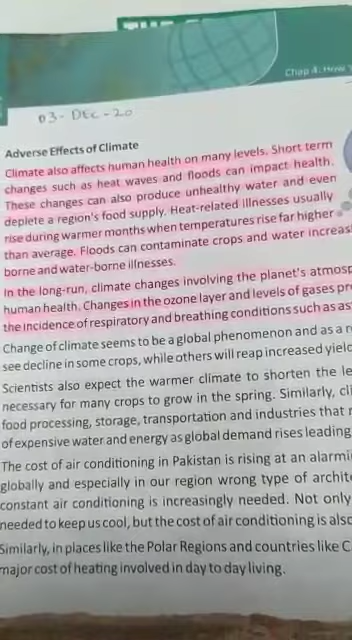 Chap 4: How
03-DEC-20
Adverse Effects of Climate
Climate also affects human health on many levels. Short term
changes such as heat waves and floods can impact health.
These changes can also produce unhealthy water and even
deplete a region's food supply. Heat-related illnesses usually
rise during warmer months when temperatures rise far higher
than average. Floods can contaminate crops and water increas
borne and water-borne illnesses.
In the long-run, climate changes involving the planet's atmosp
human health. Changes in the ozone layer and levels of gases pr
the incidence of respiratory and breathing conditions such as as
Change of climate seems to be a global phenomenon and as a r
see decline in some crops, while others will reap increased yield
Scientists also expect the warmer climate to shorten the le
necessary for many crops to grow in the spring. Similarly, cli
food processing, storage, transportation and industries that r
of expensive water and energy as global demand rises leading
The cost of air conditioning in Pakistan is rising at an alarmi
globally and especially in our region wrong type of archite
constant air conditioning is increasingly needed. Not only
needed to keep us cool, but the cost of air conditioning is also
Similarly, in places like the Polar Regions and countries like C
major cost of heating involved in day to day living.